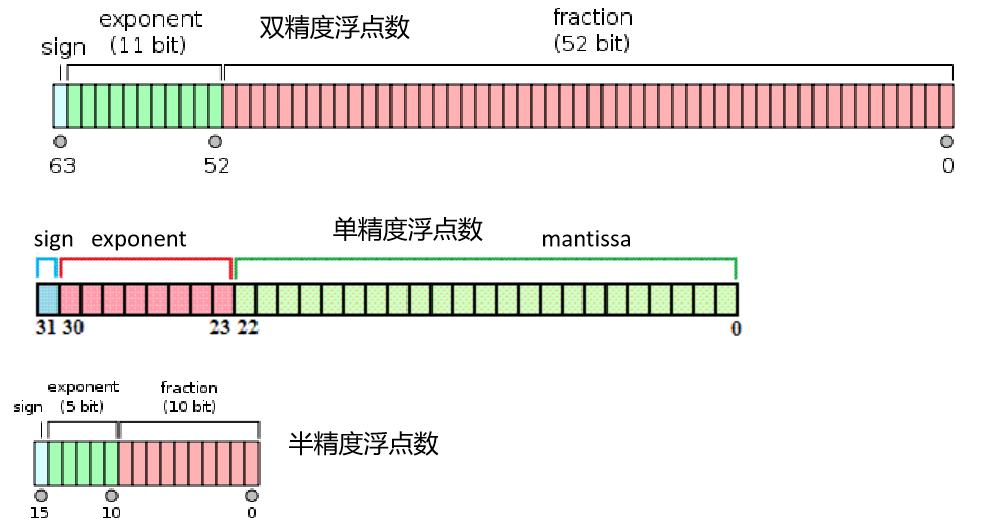 exponent
(11 bit)
双精度浮点数
fraction
(52 bit)
sign
63
52
0
单精度浮点数
sign exponent
mantissa
31 30
23 22
0
exponent
(5 bit)
fraction
(10 bit)
sign
半精度浮点数
15
10
0